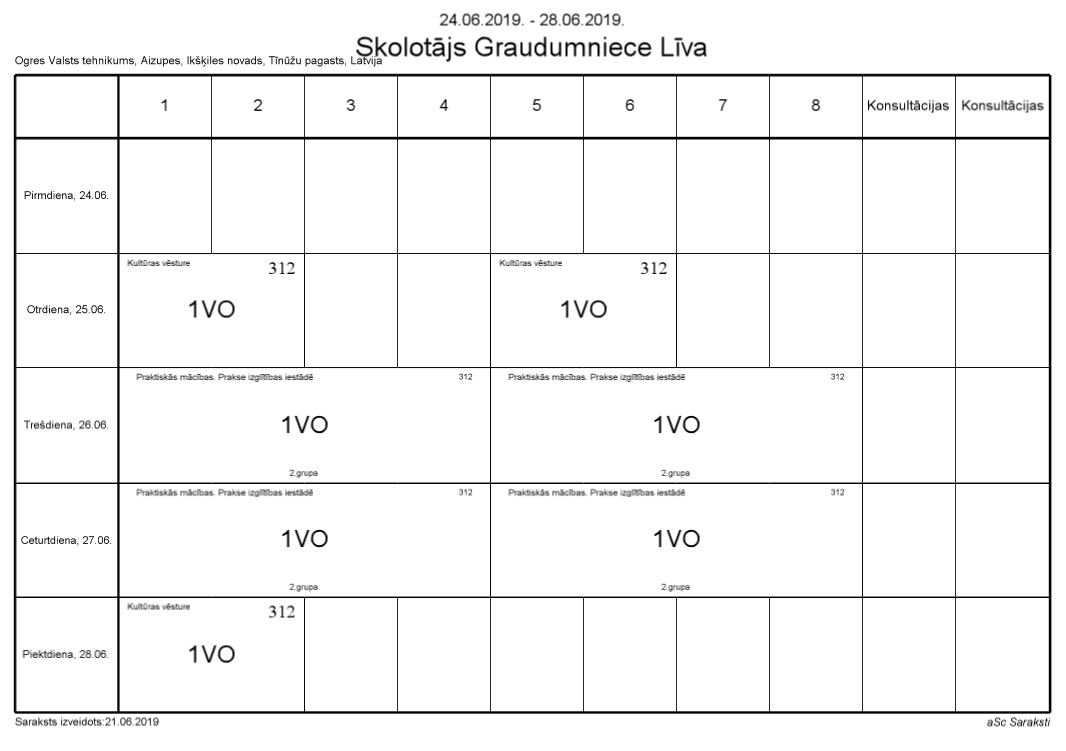 24.06.2019. - 28.06.2019.
Skolotājs Graudumniece Līva
Ogres Valsts tehnikums, Aizupes, Ikšķiles novads, Tīnūžu pagasts, Latvija
1 2 3 4 5 6 7 8 Konsultācijas Konsultācijas
Pirmdiena, 24.06.
Kultūras vēsture 312 Kultūras vēsture 312
Otrdiena, 25.06. 1VO 1VO
Praktiskās mācības. Prakse izglītības iestādē 312 Praktiskās mācības. Prakse izglītības iestādē 312
Trešdiena, 26.06. 1VO 1VO
2.grupa 2.grupa
Praktiskās mācības. Prakse izglītības iestādē 312 Praktiskās mācības. Prakse izglītības iestādē 312
Ceturtdiena, 27.06. 1VO 1VO
2.grupa 2.grupa
Kultūras vēsture 312
Piektdiena, 28.06. 1VO
Saraksts izveidots:21.06.2019 aSc Saraksti